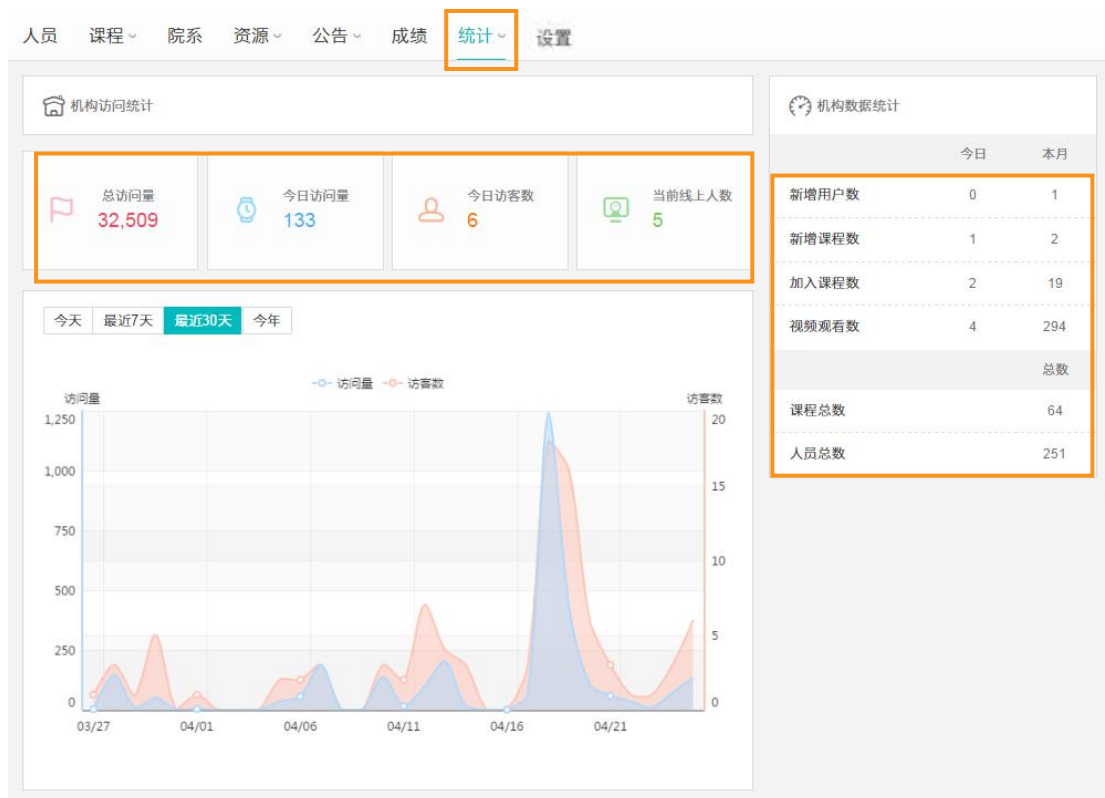 人员 课程 院系 资源 公告 成绩 统计 设置
机构访问统计
总访问量
32,509
今日访问量
133
今日访客数
6
当前线上人数
5
今天 最近7天 最近30天 今年
访问量 访客数
访问量
访客数
1,250
1,000
750
500
250
0
20
15
10
5
0
03/27 04/01 04/06 04/11 04/16 04/21
机构数据统计
今日 本月
新增用户数 0 1
新增课程数 1 2
加入课程数 2 19
视频观看数 4 294
总数
课程总数 64
人员总数 251